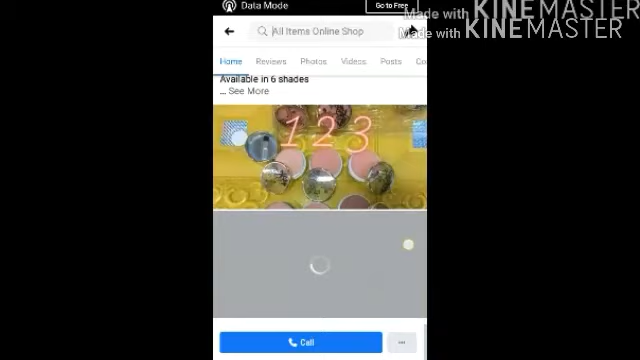 Data Mode
Go to Free
Made with KINEMASTER
Made with KINEMASTER
All Items Online Shop
Home Reviews Photos Videos Posts Co
Available in 6 shades
... See More
1 2 3
Call